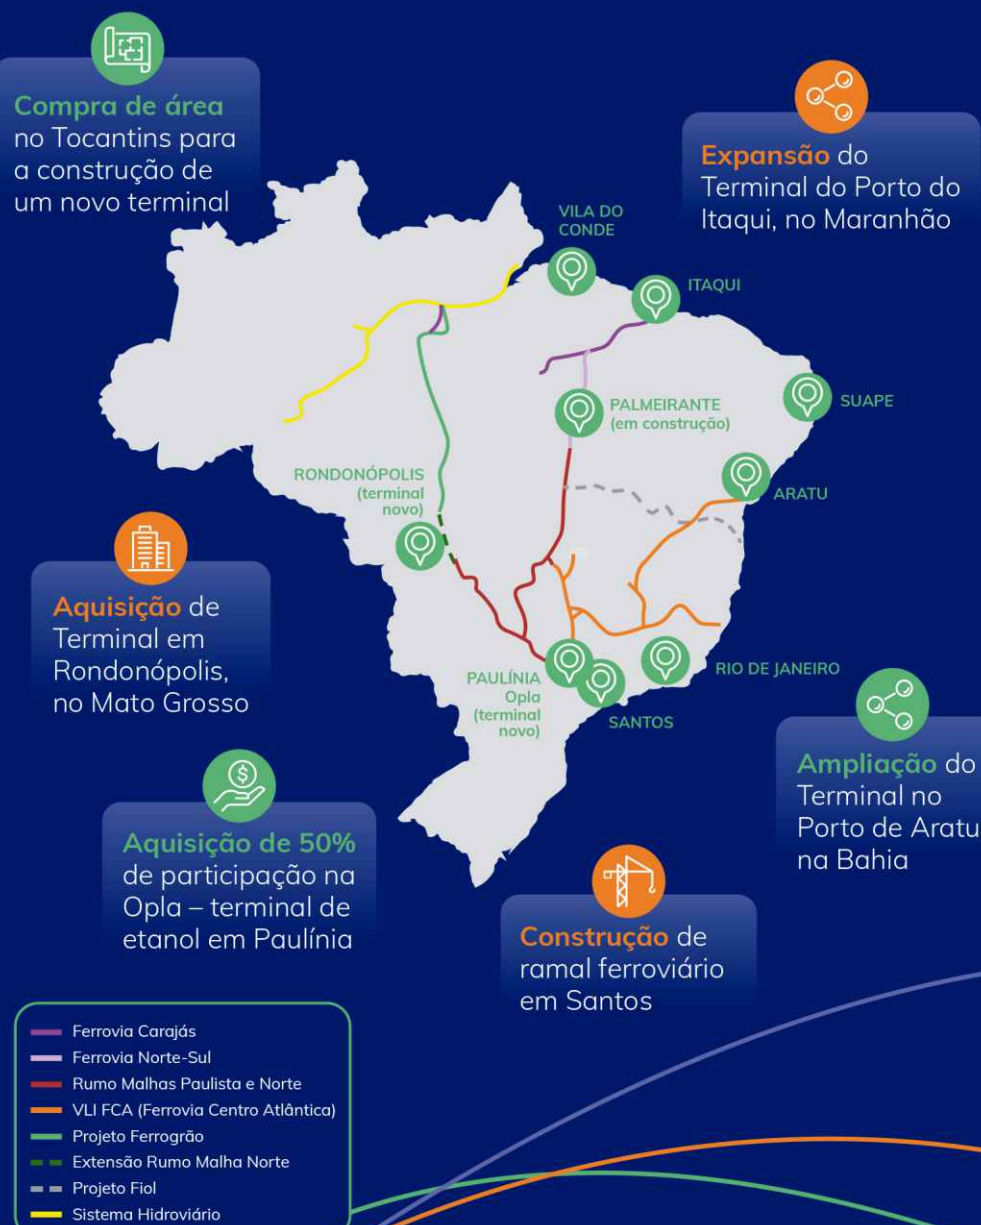 Compra de área
no Tocantins para
a construção de
um novo terminal
Expansão do
Terminal do Porto do
Itaqui, no Maranhão
VILA DO
CONDE
ITAQUI
PALMEIRANTE
(em construção)
SUAPE
RONDONÓPOLIS
(terminal
novo)
ARATU
Aquisição de
Terminal em
Rondonópolis,
no Mato Grosso
PAULÍNIA
Opla
(terminal
novo)
SANTOS
RIO DE JANEIRO
Ampliação do
Terminal no
Porto de Aratu
na Bahia
Aquisição de 50%
de participação na
Opla – terminal de
etanol em Paulínia
Construção de
ramal ferroviário
em Santos
Ferrovia Carajás
Ferrovia Norte-Sul
Rumo Malhas Paulista e Norte
VLI FCA (Ferrovia Centro Atlântica)
Projeto Ferrogrão
Extensão Rumo Malha Norte
Projeto Fiol
Sistema Hidroviário